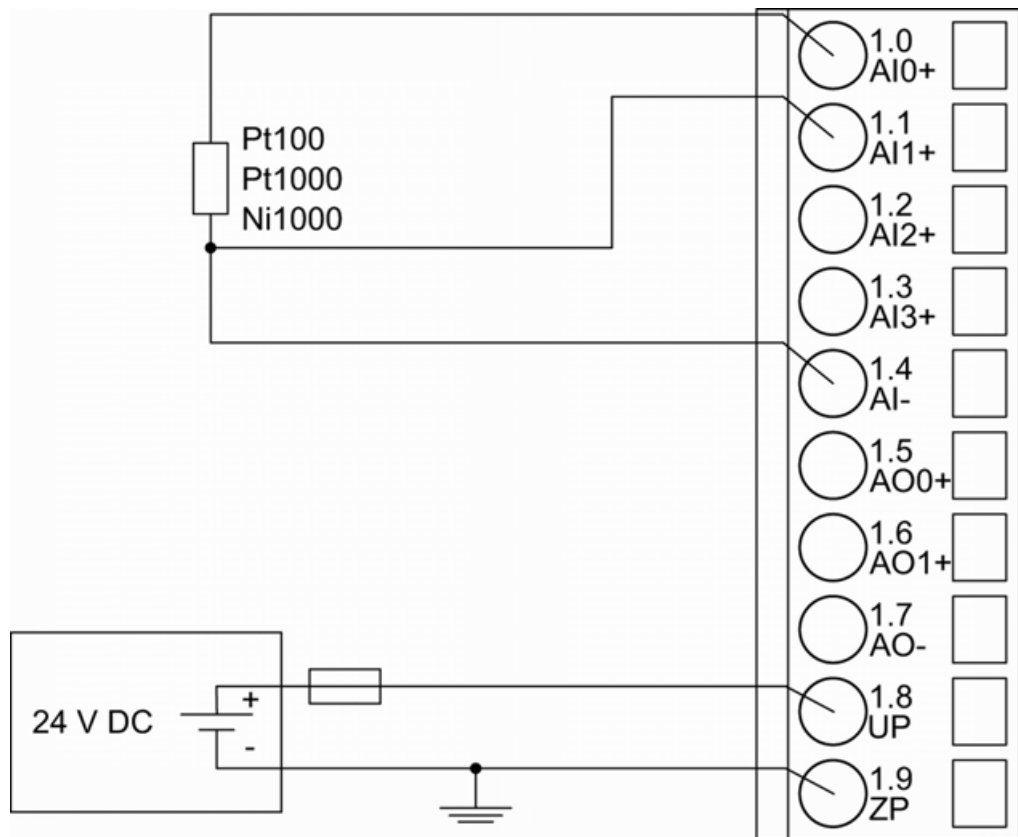 1.0
AI0+
Pt100
Pt1000
Ni1000
1.1
AI1+
1.2
AI2+
1.3
AI3+
1.4
AI-
1.5
AO0+
1.6
AO1+
1.7
AO-
24 V DC
+
-
1.8
UP
1.9
ZP